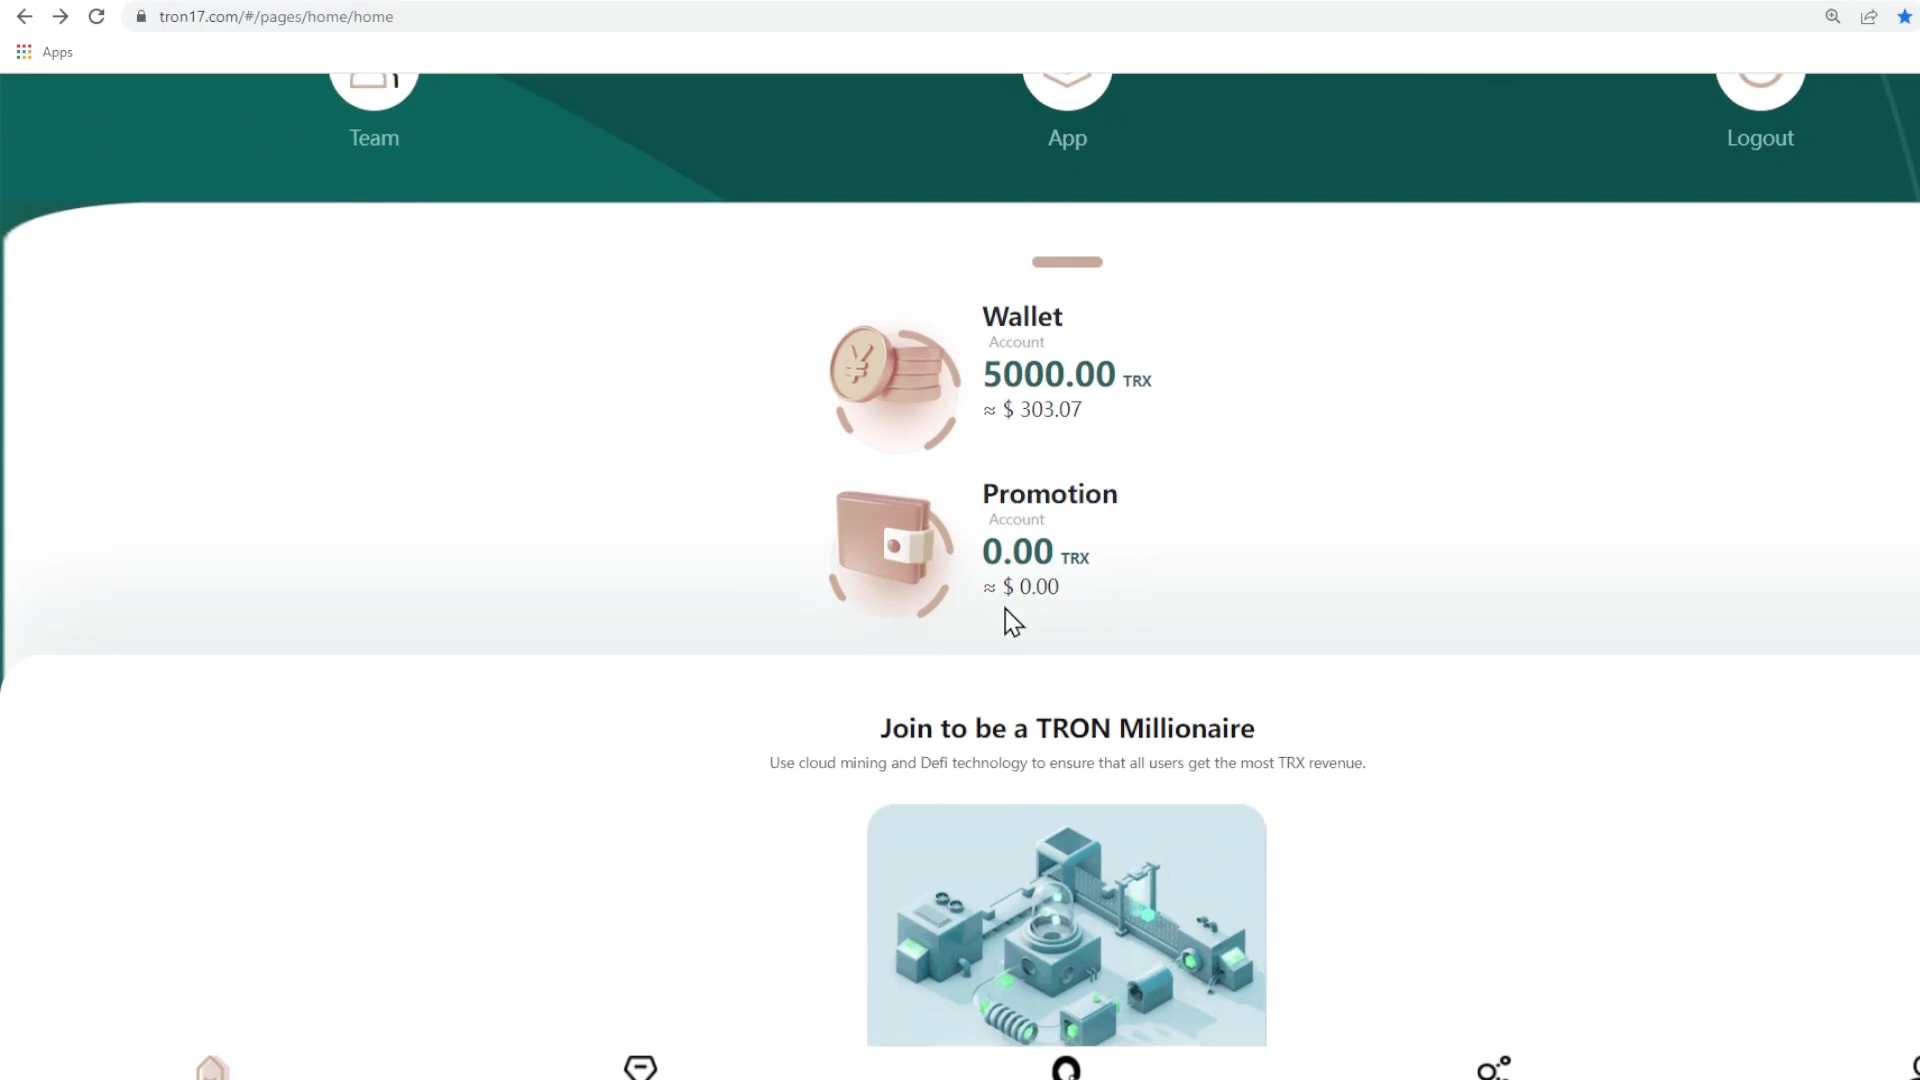 tron17.com/#/pages/home/home
Apps
Team
App
Logout
Wallet
Account
5000.00 TRX
≈ $ 303.07
Promotion
Account
0.00 TRX
≈ $ 0.00
Join to be a TRON Millionaire
Use cloud mining and Defi technology to ensure that all users get the most TRX revenue.